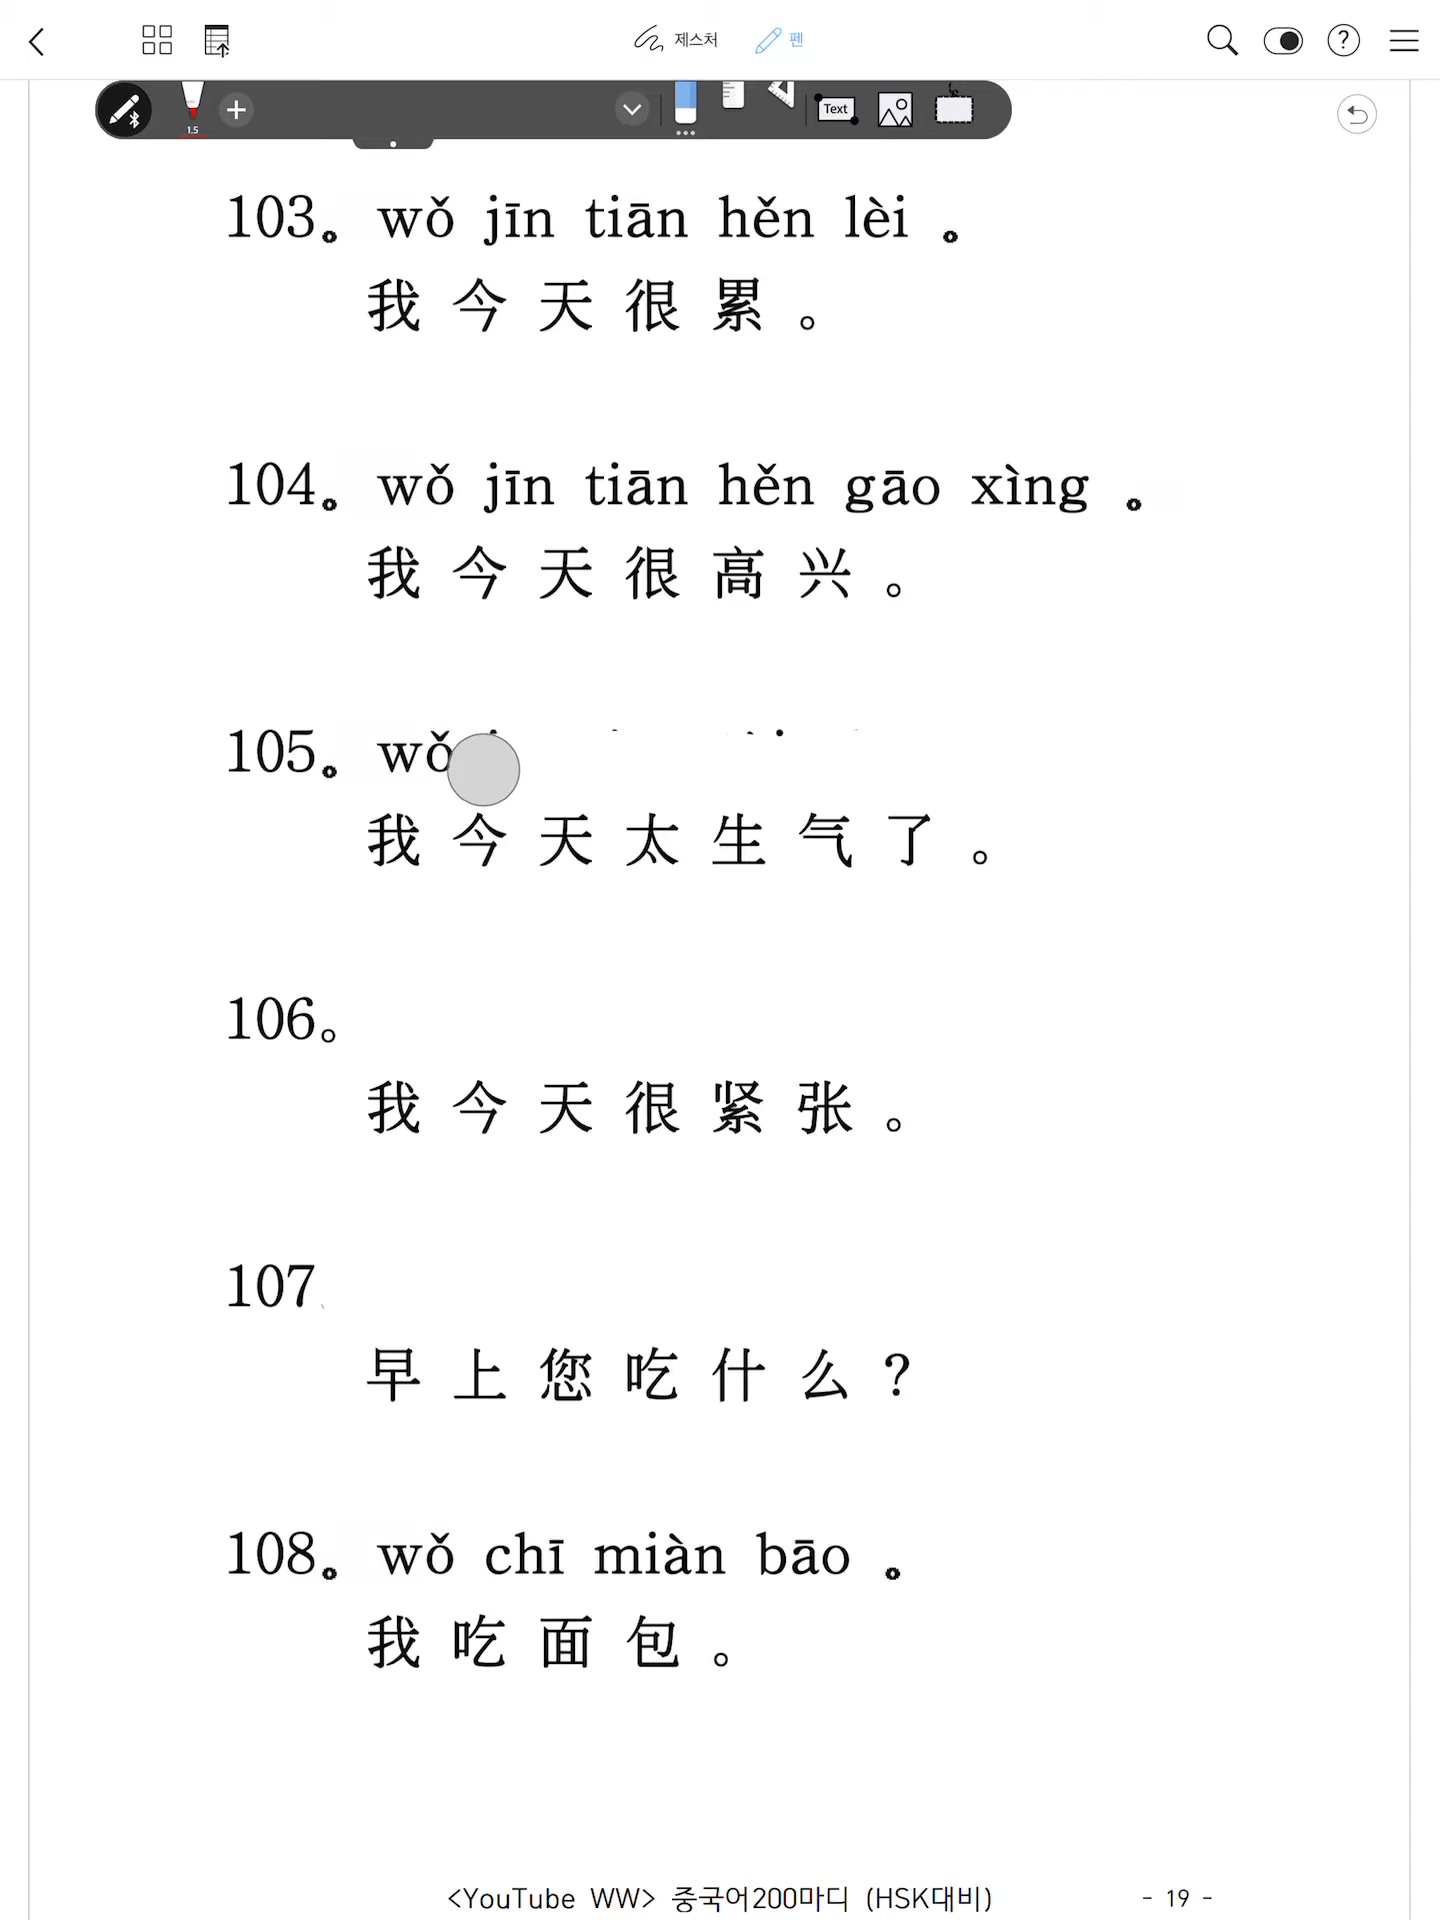 제스처 펜
1.5 Text
103。 wǒ jīn tiān hěn lèi 。
我 今 天 很 累 。
104。 wǒ jīn tiān hěn gāo xìng 。
我 今 天 很 高 兴 。
105。 wǒ
我 今 天 太 生 气 了 。
106。
我 今 天 很 紧 张 。
107
早 上 您 吃 什 么 ?
108。 wǒ chī miàn bāo 。
我 吃 面 包 。
<YouTube WW> 중국어200마디 (HSK대비) - 19 -